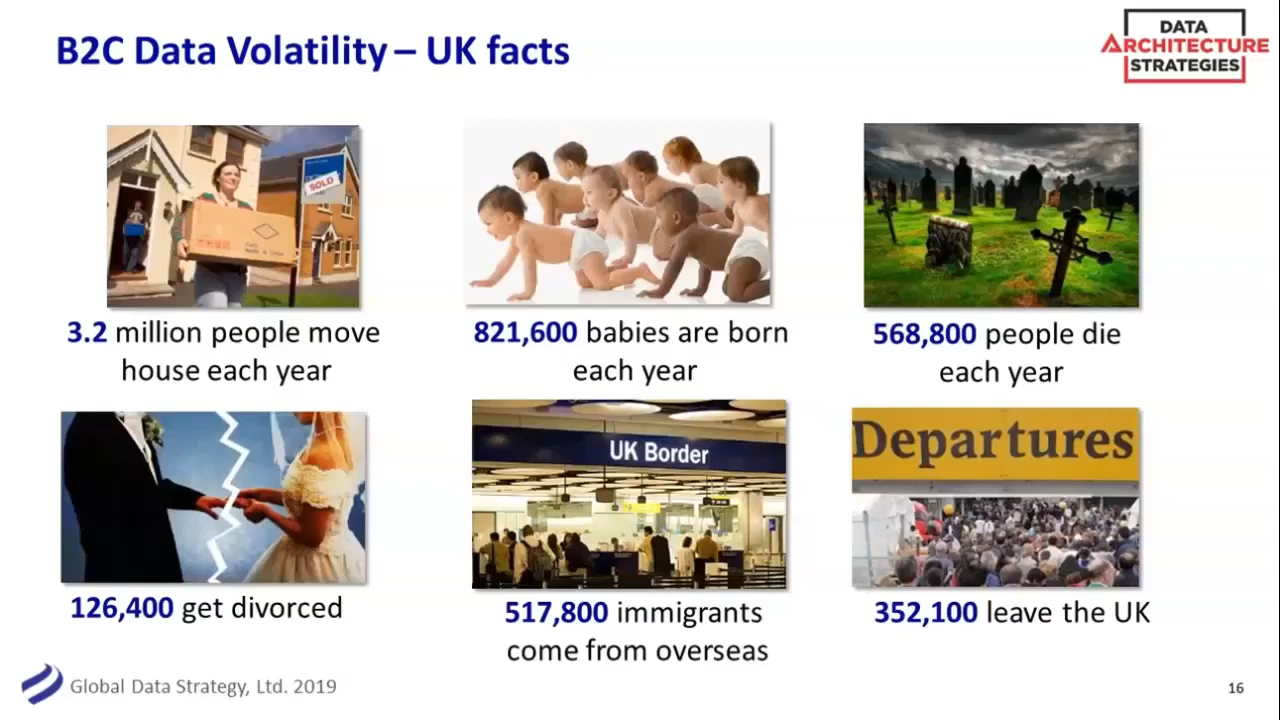 B2C Data Volatility – UK facts
DATA
ARCHITECTURE
STRATEGIES
SOLD
3.2 million people move
house each year
821,600 babies are born
each year
568,800 people die
each year
UK Border
Departures
126,400 get divorced
517,800 immigrants
come from overseas
352,100 leave the UK
Global Data Strategy, Ltd. 2019
16